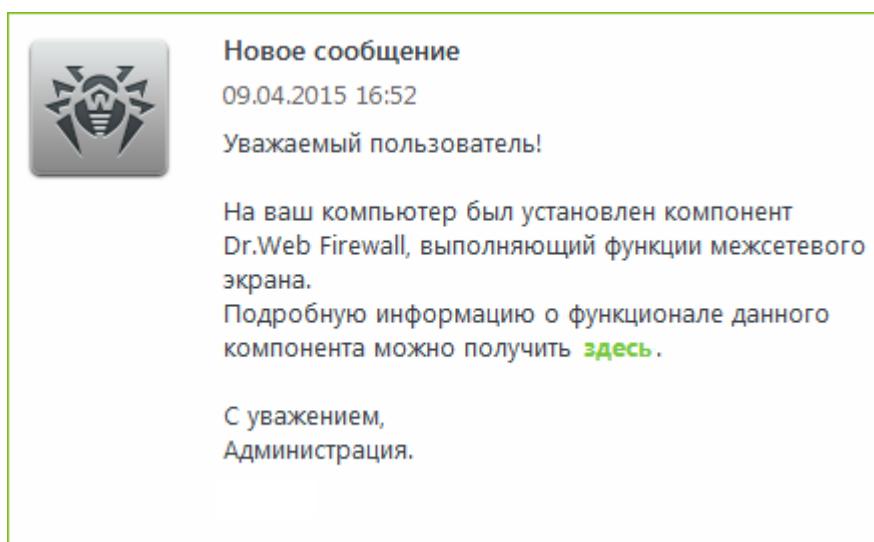 Новое сообщение
09.04.2015 16:52
Уважаемый пользователь!
На ваш компьютер был установлен компонент
Dr.Web Firewall, выполняющий функции межсетевого
экрана.
Подробную информацию о функционале данного
компонента можно получить здесь.
С уважением,
Администрация.